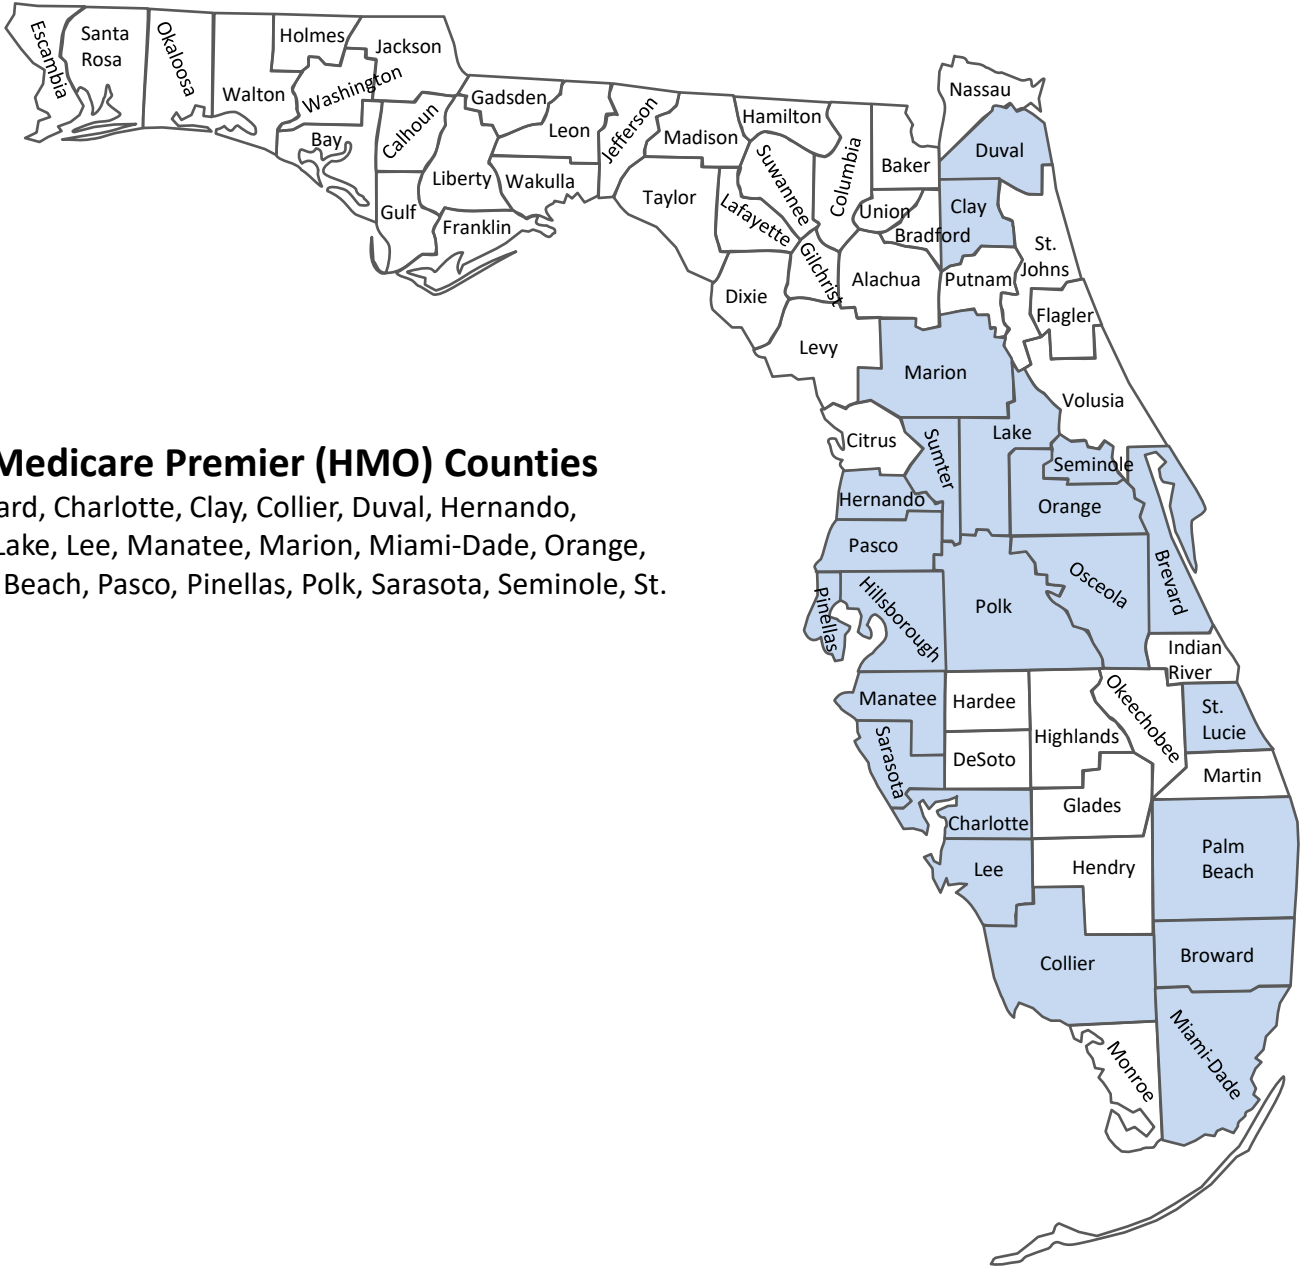 Escambia
Santa
Rosa
Okaloosa
Walton
Holmes
Jackson
Washington
Bay
Calhoun
Gulf
Liberty
Gadsden
Leon
Wakulla
Franklin
Jefferson
Madison
Taylor
Hamilton
Suwannee
Lafayette
Columbia
Dixie
Gilchrist
Baker
Union
Bradford
Alachua
Levy
Nassau
Duval
Clay
St.
Johns
Putnam
Flagler
Marion
Volusia
Citrus
Sumter
Lake
Seminole
Hernando
Orange
Pasco
Pinellas
Hillsborough
Polk
Osceola
Brevard
Indian
River
Manatee
Hardee
Highlands
Okeechobee
St.
Lucie
Sarasota
DeSoto
Martin
Charlotte
Glades
Lee
Hendry
Palm
Beach
Collier
Broward
Monroe
Miami-Dade
Medicare Premier (HMO) Counties
ard, Charlotte, Clay, Collier, Duval, Hernando,
Lake, Lee, Manatee, Marion, Miami-Dade, Orange,
Beach, Pasco, Pinellas, Polk, Sarasota, Seminole, St.